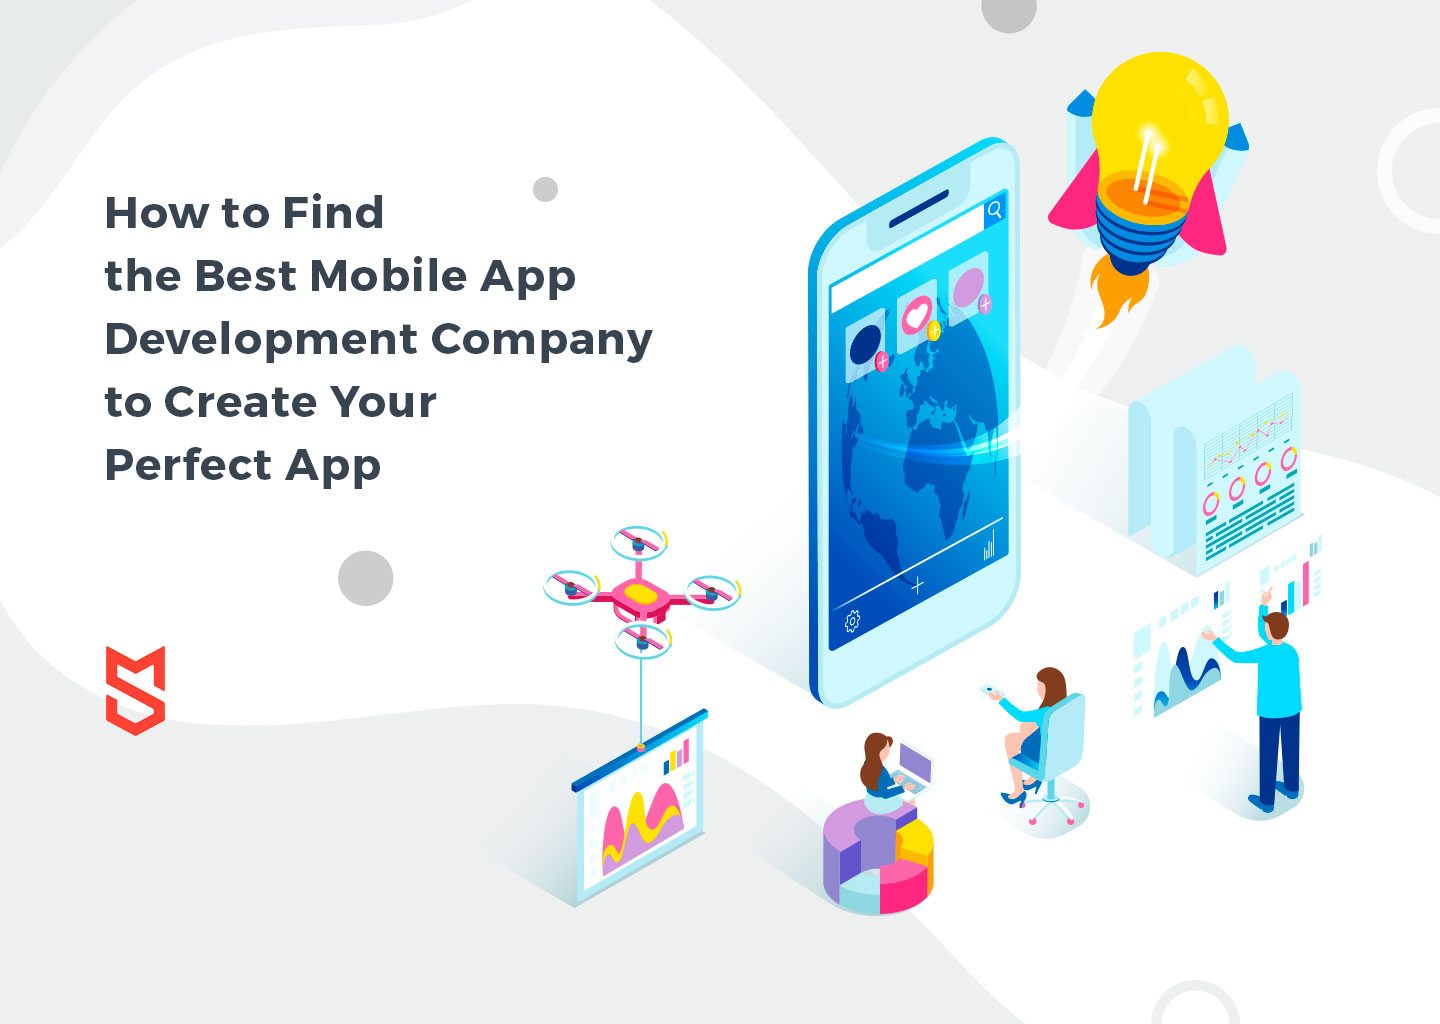 How to Find
the Best Mobile App
Development Company
to Create Your
Perfect App